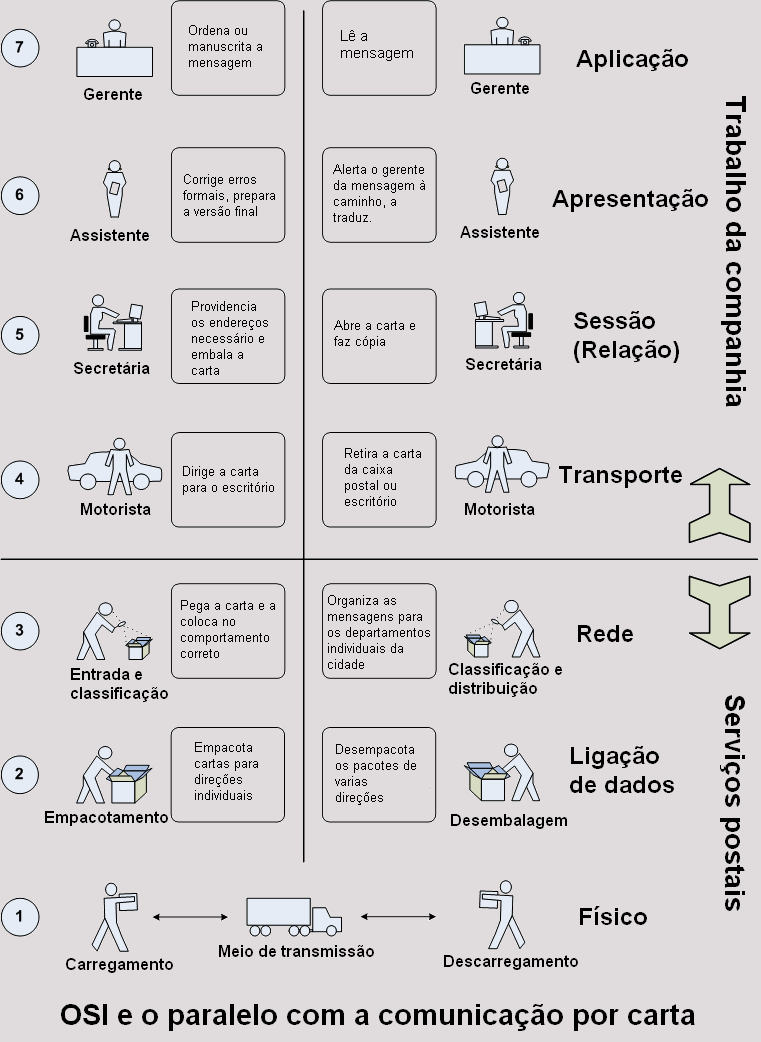 7
Ordena ou
manuscrita a
mensagem
Gerente
Lê a
mensagem
Gerente
Aplicação
6
Corrige erros
formais, prepara
a versão final
Assistente
Alerta o gerente
da mensagem à
caminho, a
traduz.
Assistente
Apresentação
5
Providencia
os endereços
necessário e
embala a
carta
Secretária
Abre a carta e
faz cópia
Secretária
Sessão
(Relação)
4
Dirige a carta
para o escritório
Motorista
Retira a carta
da caixa
postal ou
escritório
Motorista
Transporte
Trabalho da companhia
3
Pega a carta e a
coloca no
comportamento
correto
Entrada e
classificação
Organiza as
mensagens para
os departamentos
individuais da
cidade
Classificação e
distribuição
Rede
2
Empacota
cartas para
direções
individuais
Empacotamento
Desempacota
os pacotes de
varias
direções
Desembalagem
Ligação
de dados
1
Carregamento
Meio de transmissão
Descarregamento
Físico
Serviços postais
OSI e o paralelo com a comunicação por carta